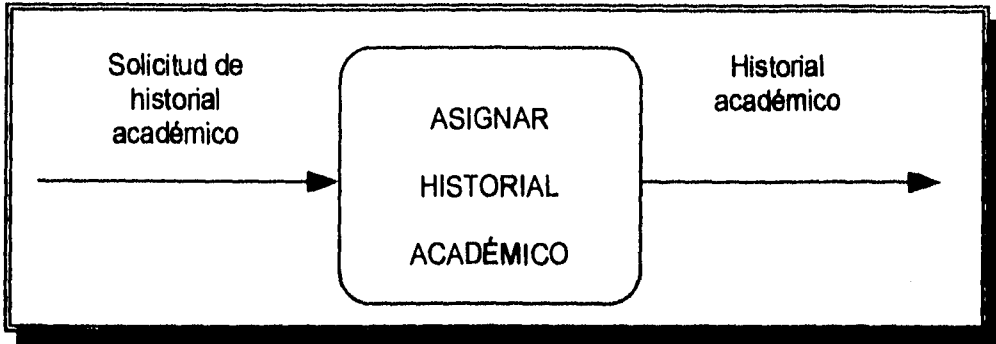 Solicitud de
historial
académico
ASIGNAR
HISTORIAL
ACADÉMICO
Historial
académico